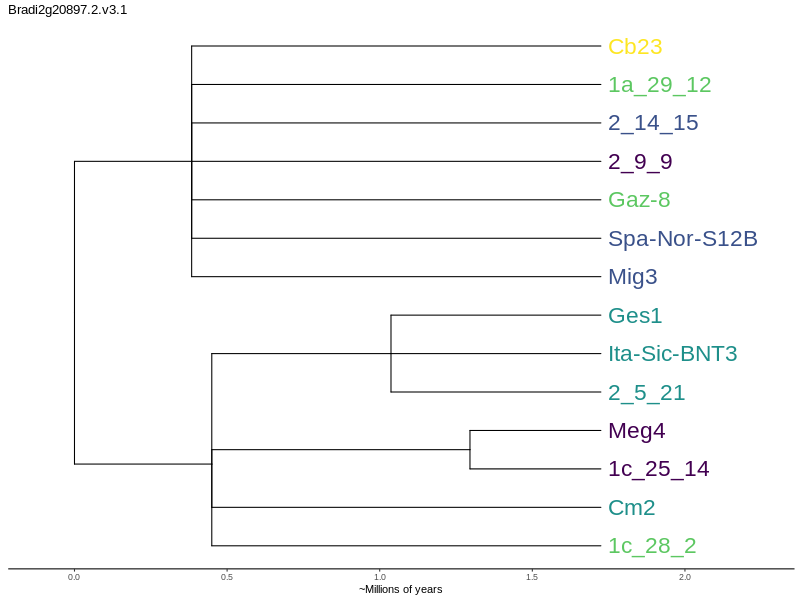 Bradi2g20897.2.v3.1
Cb23
1a_29_12
2_14_15
2_9_9
Gaz-8
Spa-Nor-S12B
Mig3
Ges1
Ita-Sic-BNT3
2_5_21
Meg4
1c_25_14
Cm2
1c_28_2
0.0 0.5 1.0 1.5 2.0
~Millions of years